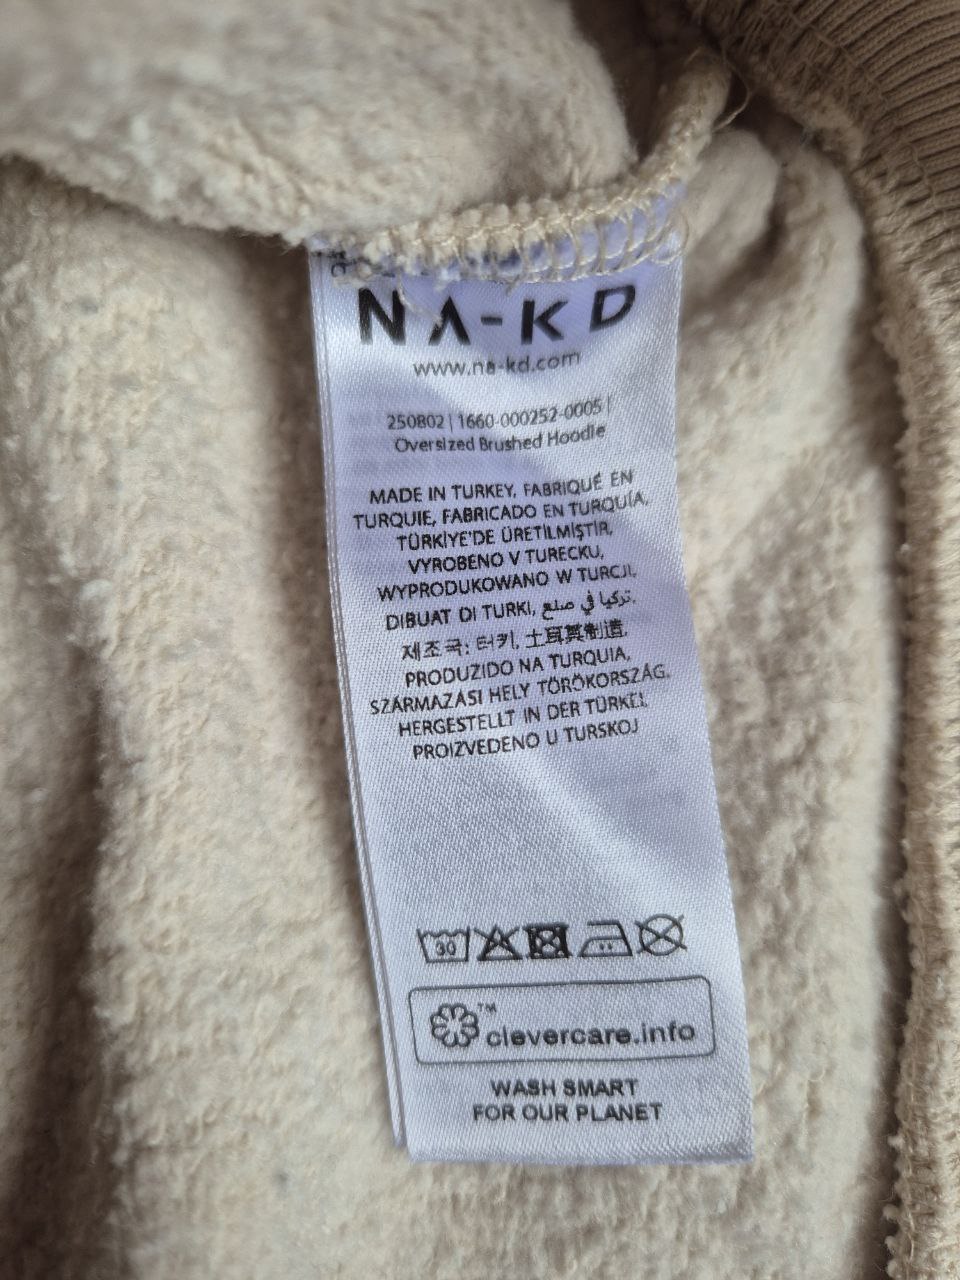 NA-KD
www.na-kd.com
250802 | 1660-000252-0005 |
Oversized Brushed Hoodie
MADE IN TURKEY, FABRIQUÉ EN
TURQUIE, FABRICADO EN TURQUÍA,
TÜRKİYE'DE ÜRETILMİŞTİR,
VYROBENO V TURECKU,
WYPRODUKOWANO W TURCJI,
DIBUAT DI TURKI, تركيا في صنع,
제조국: 터키, 土耳其制造,
PRODUZIDO NA TURQUIA,
SZÁRMAZÁSI HELY TÖRÖKORSZÁG,
HERGESTELLT IN DER TÜRKEI,
PROIZVEDENO U TURSKOJ
30
clevercare.info™
WASH SMART
FOR OUR PLANET